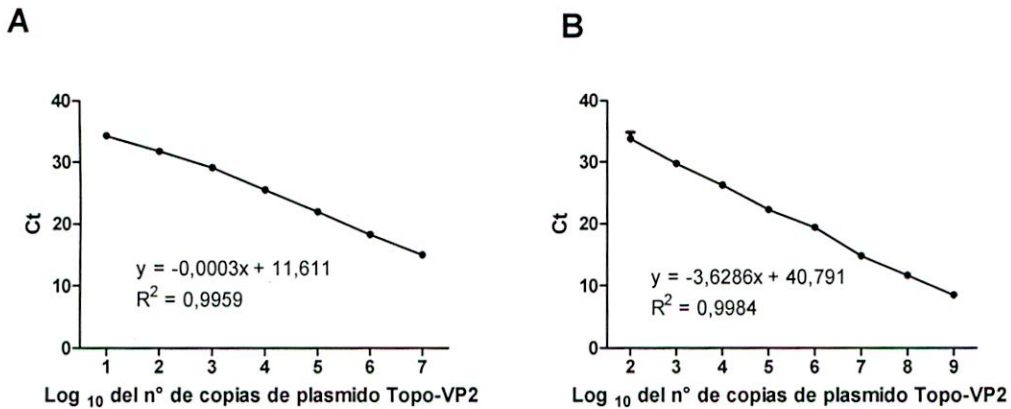 A
40
30
20
10
0
Ct
y = -0,0003x + 11,611
R² = 0,9959
1 2 3 4 5 6 7
Log 10 del n° de copias de plasmido Topo-VP2
B
40
30
20
10
0
Ct
y = -3,6286x + 40,791
R² = 0,9984
2 3 4 5 6 7 8 9
Log 10 del n° de copias de plasmido Topo-VP2